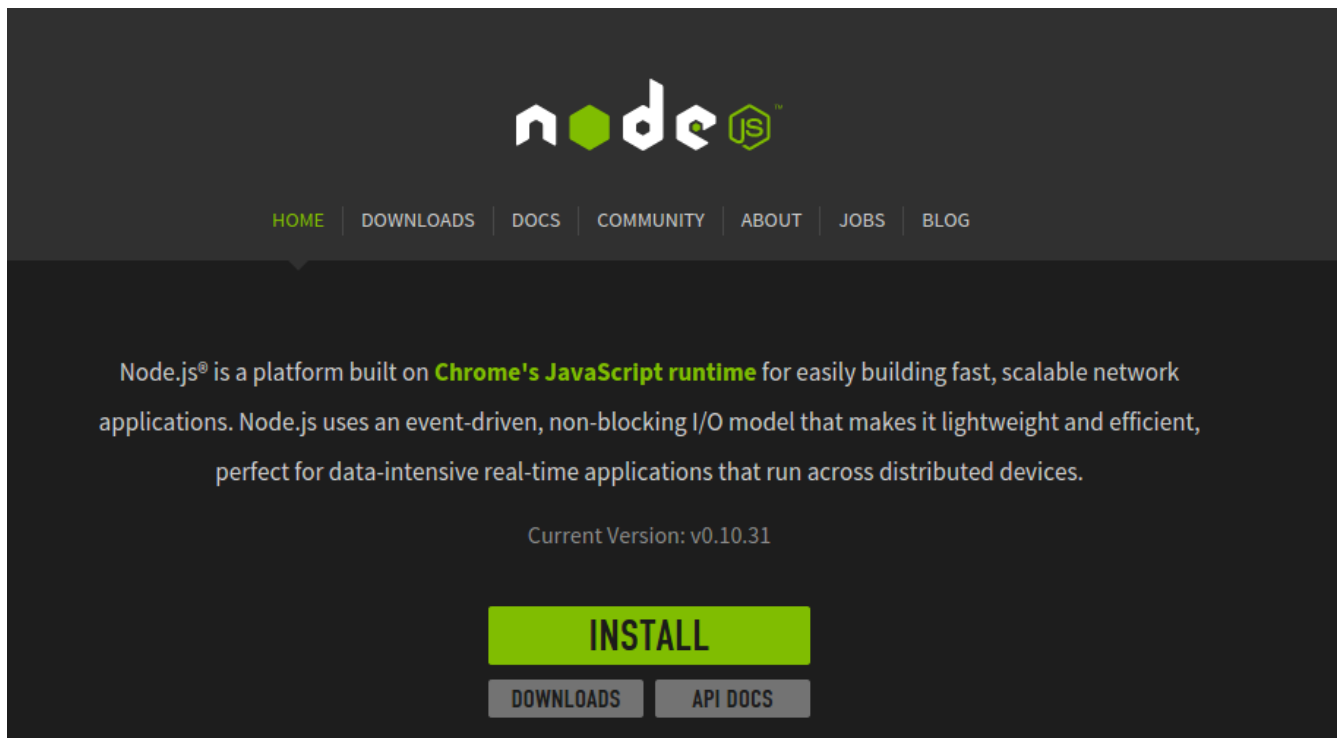 node JS™
HOME DOWNLOADS DOCS COMMUNITY ABOUT JOBS BLOG
Node.js® is a platform built on Chrome's JavaScript runtime for easily building fast, scalable network
applications. Node.js uses an event-driven, non-blocking I/O model that makes it lightweight and efficient,
perfect for data-intensive real-time applications that run across distributed devices.
Current Version: v0.10.31
INSTALL
DOWNLOADS API DOCS